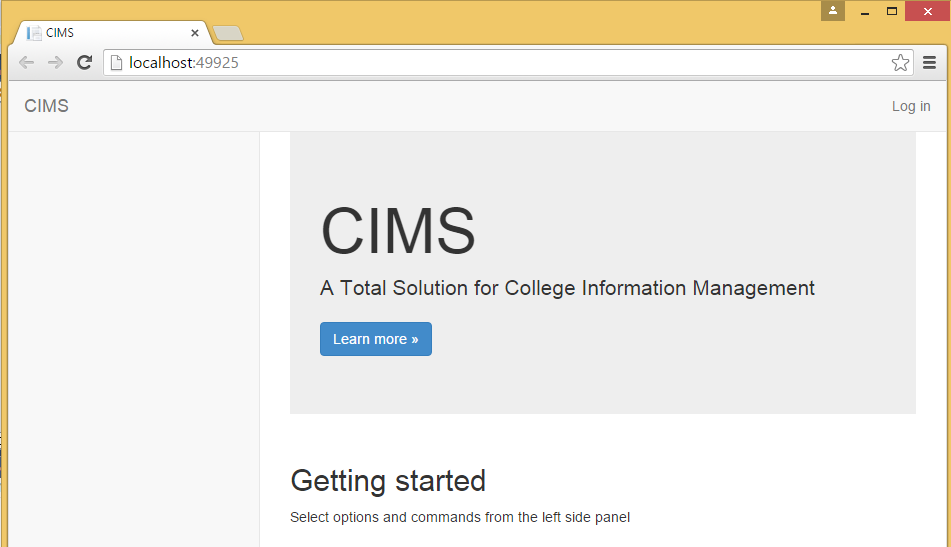 CIMS
localhost:49925
CIMS
Log in
CIMS
A Total Solution for College Information Management
Learn more »
Getting started
Select options and commands from the left side panel